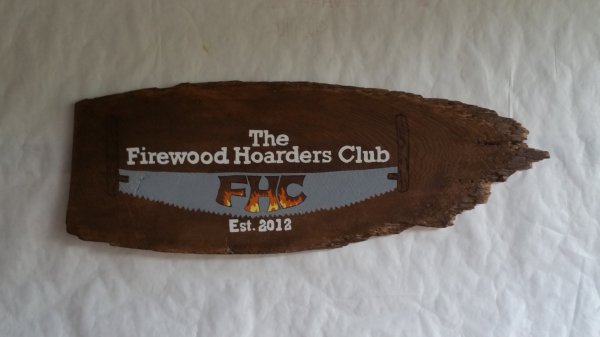 The
Firewood Hoarders Club
FHC
Est. 2012